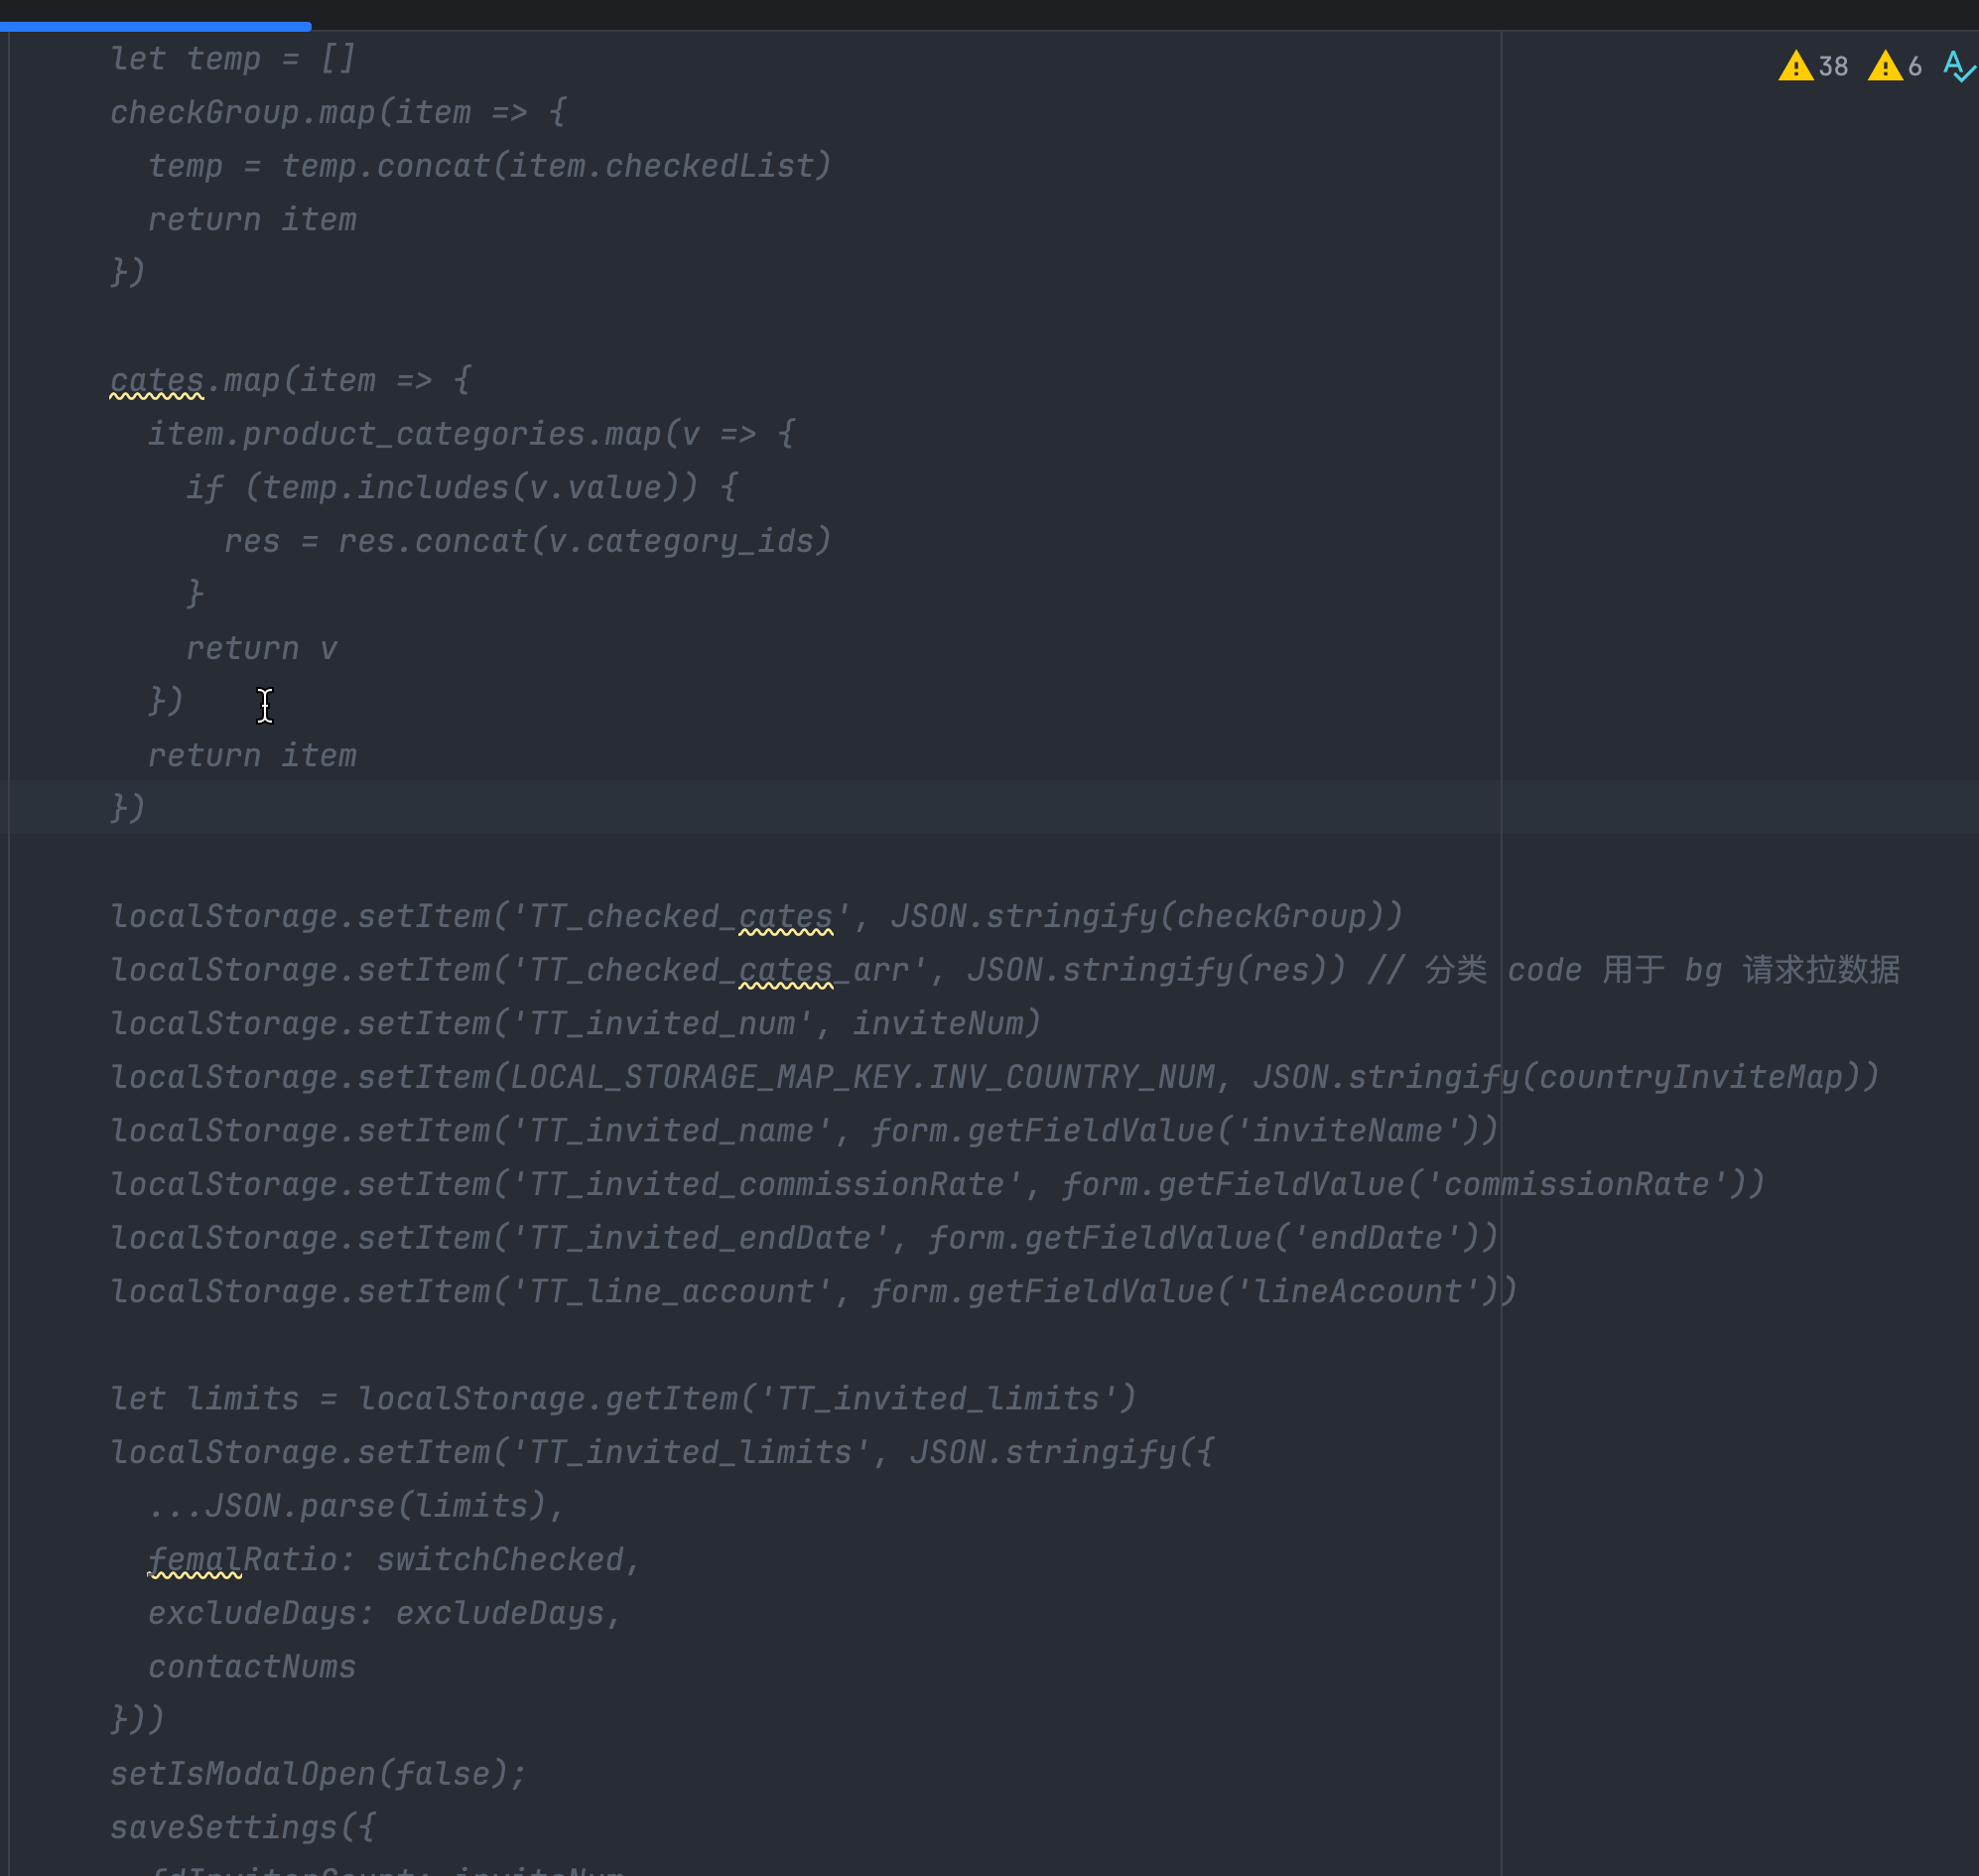 let temp = []
38 6
checkGroup.map(item => {
temp = temp.concat(item.checkedList)
return item
})
cates.map(item => {
item.product_categories.map(v => {
if (temp.includes(v.value)) {
res = res.concat(v.category_ids)
}
return v
})
return item
})
localStorage.setItem('TT_checked_cates', JSON.stringify(checkGroup))
localStorage.setItem('TT_checked_cates_arr', JSON.stringify(res)) // 分类 code 用于 bg 请求拉数据
localStorage.setItem('TT_invited_num', inviteNum)
localStorage.setItem(LOCAL_STORAGE_MAP_KEY.INV_COUNTRY_NUM, JSON.stringify(countryInviteMap))
localStorage.setItem('TT_invited_name', form.getFieldValue('inviteName'))
localStorage.setItem('TT_invited_commissionRate', form.getFieldValue('commissionRate'))
localStorage.setItem('TT_invited_endDate', form.getFieldValue('endDate'))
localStorage.setItem('TT_line_account', form.getFieldValue('lineAccount'))
let limits = localStorage.getItem('TT_invited_limits')
localStorage.setItem('TT_invited_limits', JSON.stringify({
...JSON.parse(limits),
femalRatio: switchChecked,
excludeDays: excludeDays,
contactNums
}))
setIsModalOpen(false);
saveSettings({